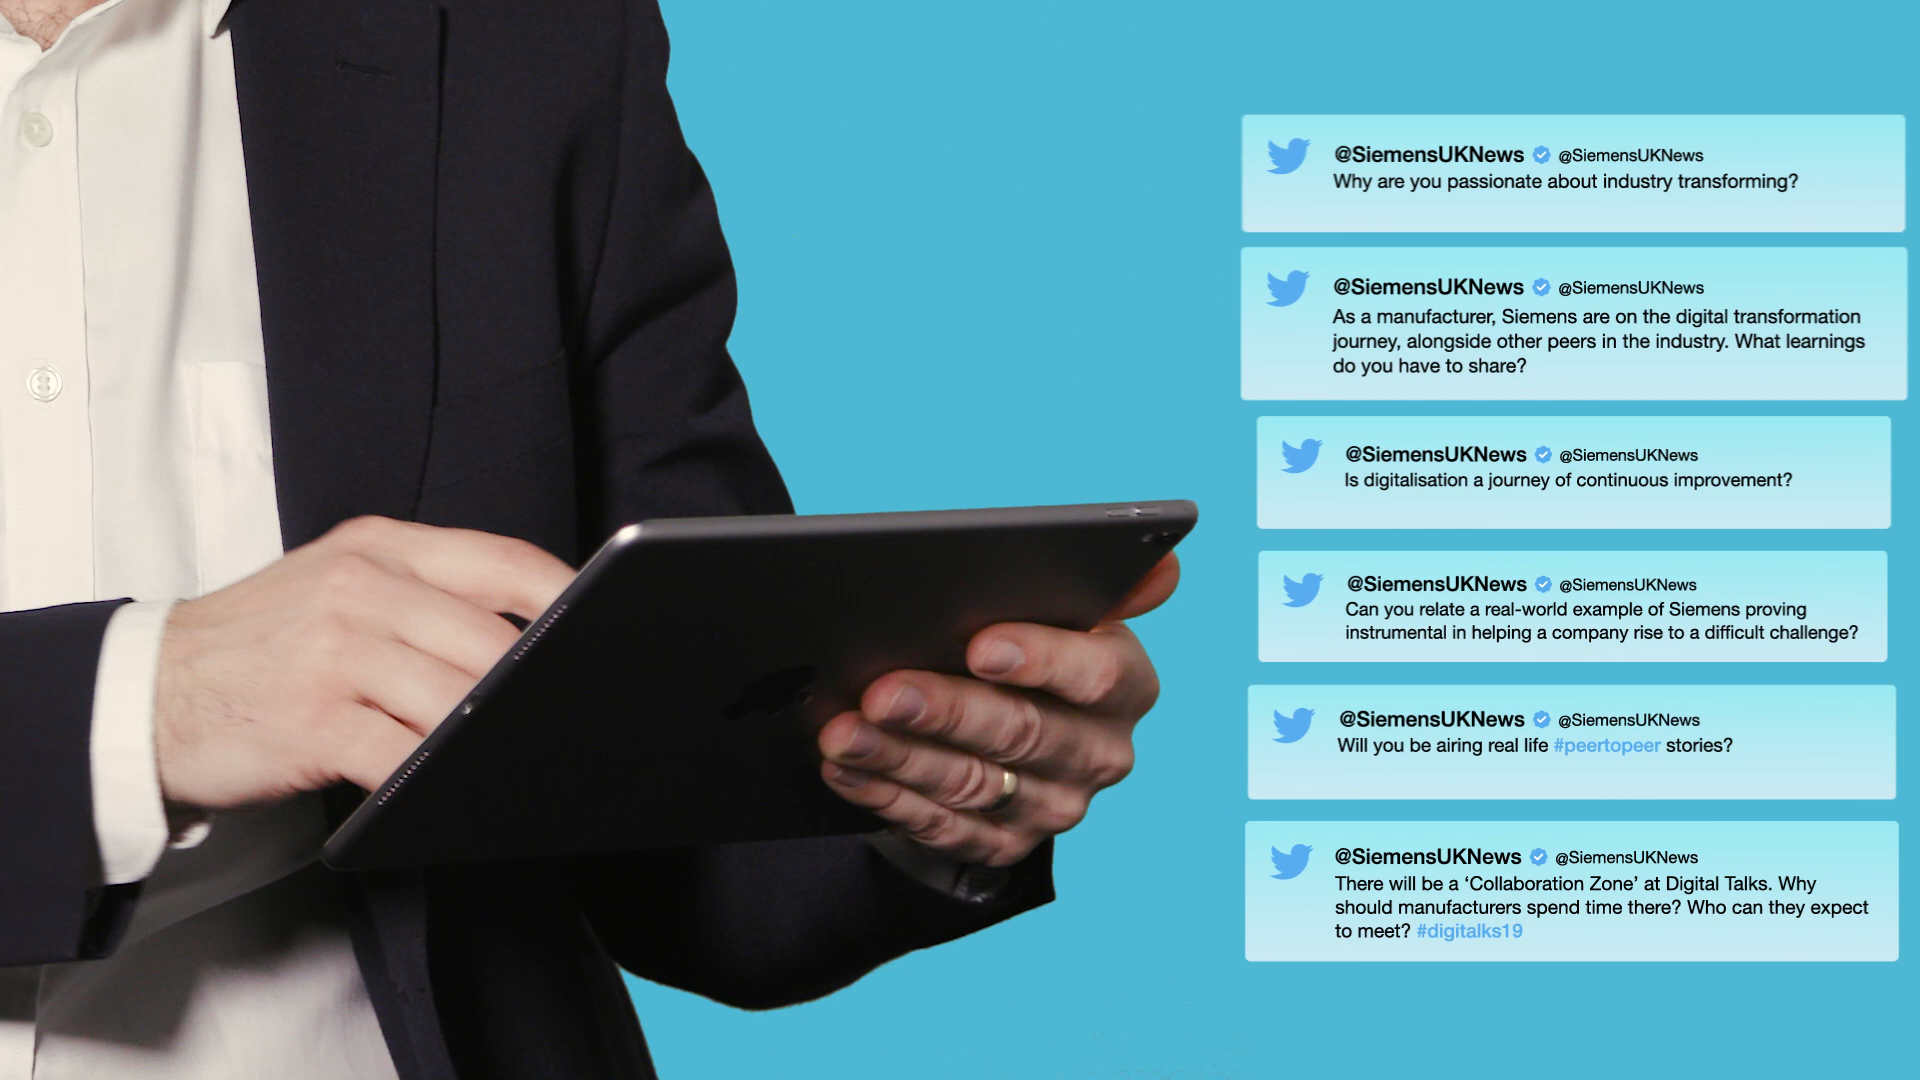 @SiemensUKNews @SiemensUKNews
Why are you passionate about industry transforming?
@SiemensUKNews @SiemensUKNews
As a manufacturer, Siemens are on the digital transformation
journey, alongside other peers in the industry. What learnings
do you have to share?
@SiemensUKNews @SiemensUKNews
Is digitalisation a journey of continuous improvement?
@SiemensUKNews @SiemensUKNews
Can you relate a real-world example of Siemens proving
instrumental in helping a company rise to a difficult challenge?
@SiemensUKNews @SiemensUKNews
Will you be airing real life #peertopeer stories?
@SiemensUKNews @SiemensUKNews
There will be a ‘Collaboration Zone’ at Digital Talks. Why
should manufacturers spend time there? Who can they expect
to meet? #digitalks19